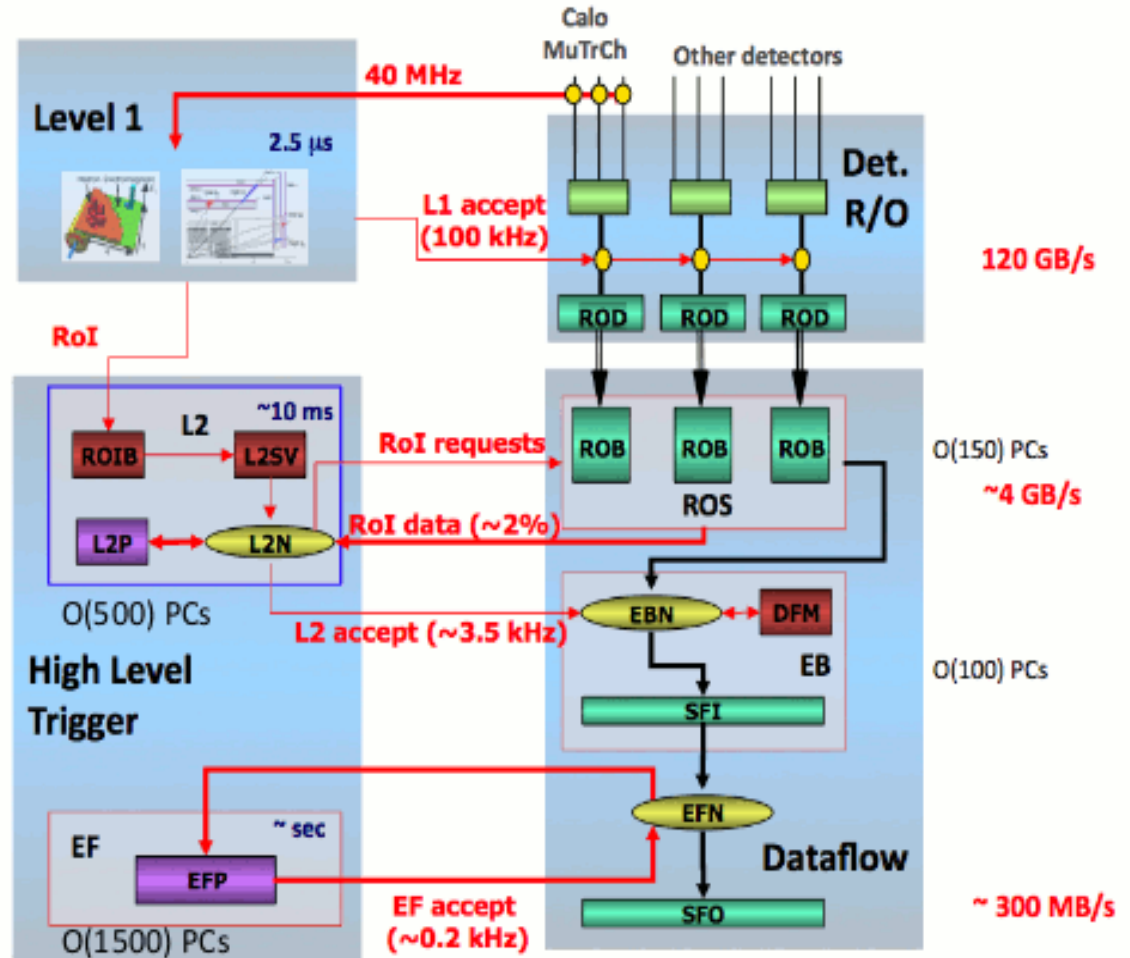 Calo
MuTrCh
Other detectors
40 MHz
Level 1
2.5 µs
Det.
R/O
L1 accept
(100 kHz)
120 GB/s
ROD
ROD
ROD
RoI
~10 ms
L2
ROIB
L2SV
RoI requests
ROB
ROB
ROB
O(150) PCs
~4 GB/s
ROS
RoI data (~2%)
L2P
L2N
O(500) PCs
L2 accept (~3.5 kHz)
EBN
DFM
EB
O(100) PCs
High Level
Trigger
SFI
~ sec
EF
EFN
EFP
Dataflow
EF accept
(~0.2 kHz)
SFO
~ 300 MB/s
O(1500) PCs